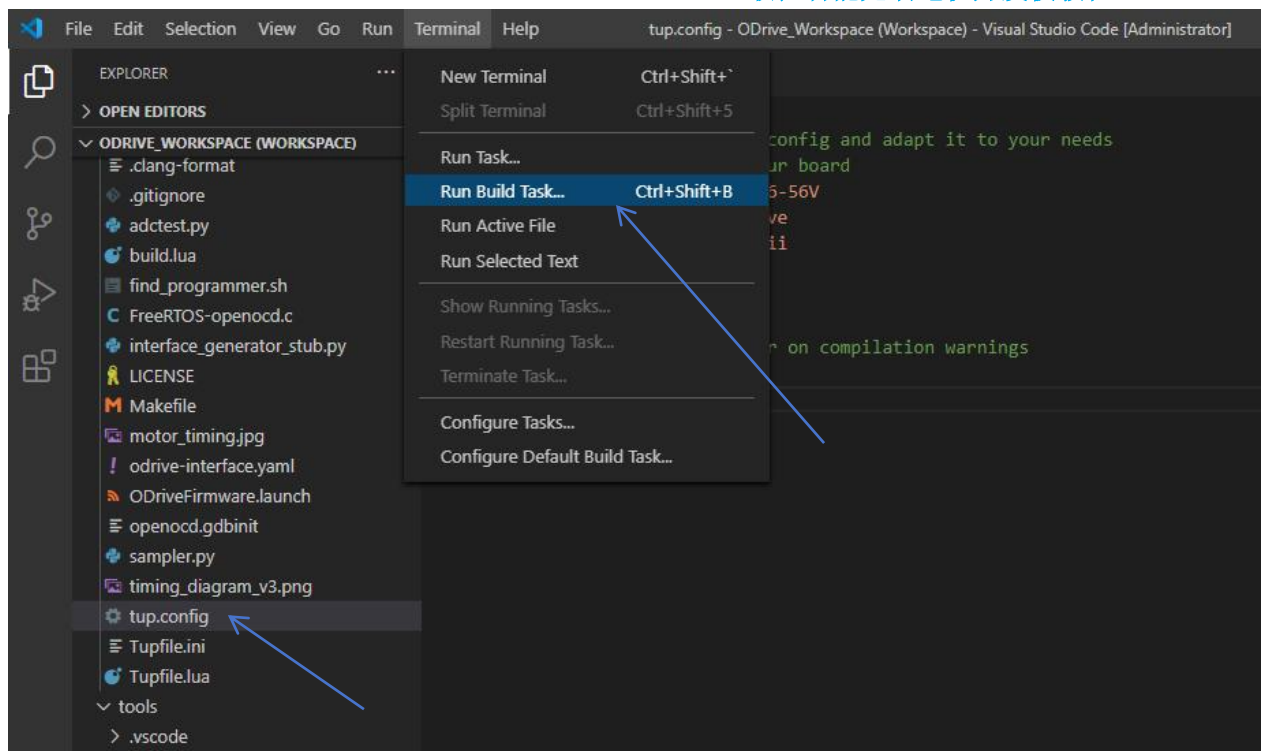 File Edit Selection View Go Run Terminal Help tup.config - ODrive_Workspace (Workspace) - Visual Studio Code [Administrator]
EXPLORER ...
OPEN EDITORS
ODRIVE_WORKSPACE (WORKSPACE)
.clang-format
.gitignore
adctest.py
build.lua
find_programmer.sh
FreeRTOS-openocd.c
interface_generator_stub.py
LICENSE
Makefile
motor_timing.jpg
odrive-interface.yaml
ODriveFirmware.launch
openocd.gdbinit
sampler.py
timing_diagram_v3.png
tup.config
Tupfile.ini
Tupfile.lua
tools
.vscode
New Terminal Ctrl+Shift+`
Split Terminal Ctrl+Shift+5
Run Task...
Run Build Task... Ctrl+Shift+B
Run Active File
Run Selected Text
Show Running Tasks...
Restart Running Task...
Terminate Task...
Configure Tasks...
Configure Default Build Task...
config and adapt it to your needs
ur board
6-56V
ve
ii
on compilation warnings